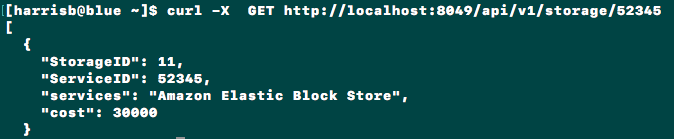 [harrisb@blue ~]$ curl -X  GET http://localhost:8049/api/v1/storage/52345
[
  {
    "StorageID": 11,
    "ServiceID": 52345,
    "services": "Amazon Elastic Block Store",
    "cost": 30000
  }